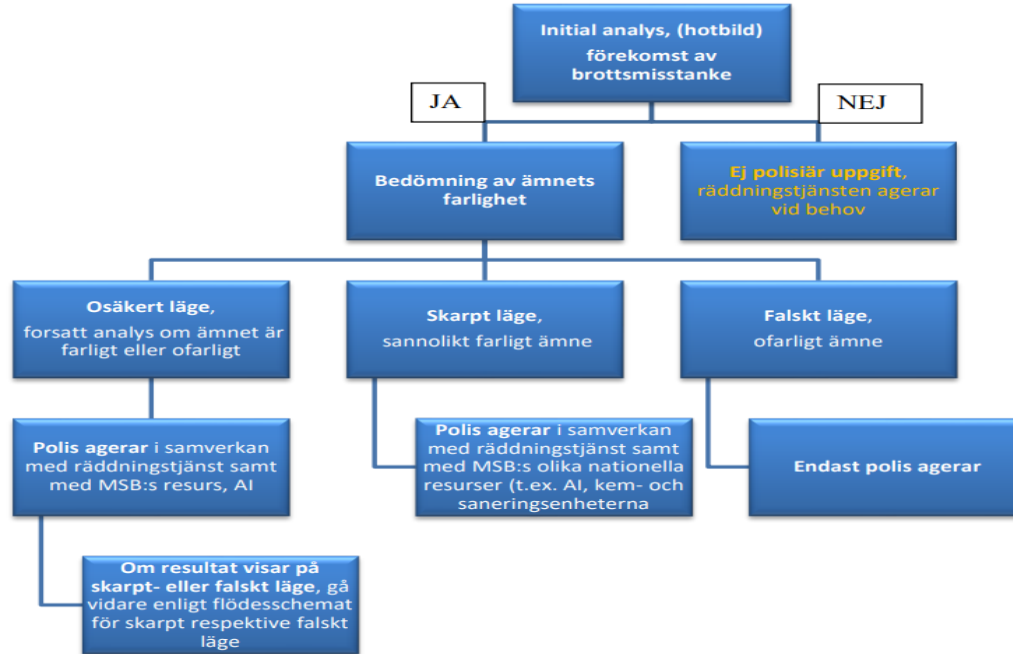 Initial analys, (hotbild)
förekomst av
brottsmisstanke
JA
NEJ
Bedömning av ämnets
farlighet
Ej polisiär uppgift,
räddningstjänsten agerar
vid behov
Osäkert läge,
forsatt analys om ämnet är
farligt eller ofarligt
Skarpt läge,
sannolikt farligt ämne
Falskt läge,
ofarligt ämne
Polis agerar i samverkan
med räddningstjänst samt
med MSB:s resurs, AI
Polis agerar i samverkan
med räddningstjänst samt
med MSB:s olika nationella
resurser (t.ex. AI, kem- och
saneringsenheterna
Endast polis agerar
Om resultat visar på
skarpt- eller falskt läge, gå
vidare enligt flödesschemat
för skarpt respektive falskt
läge